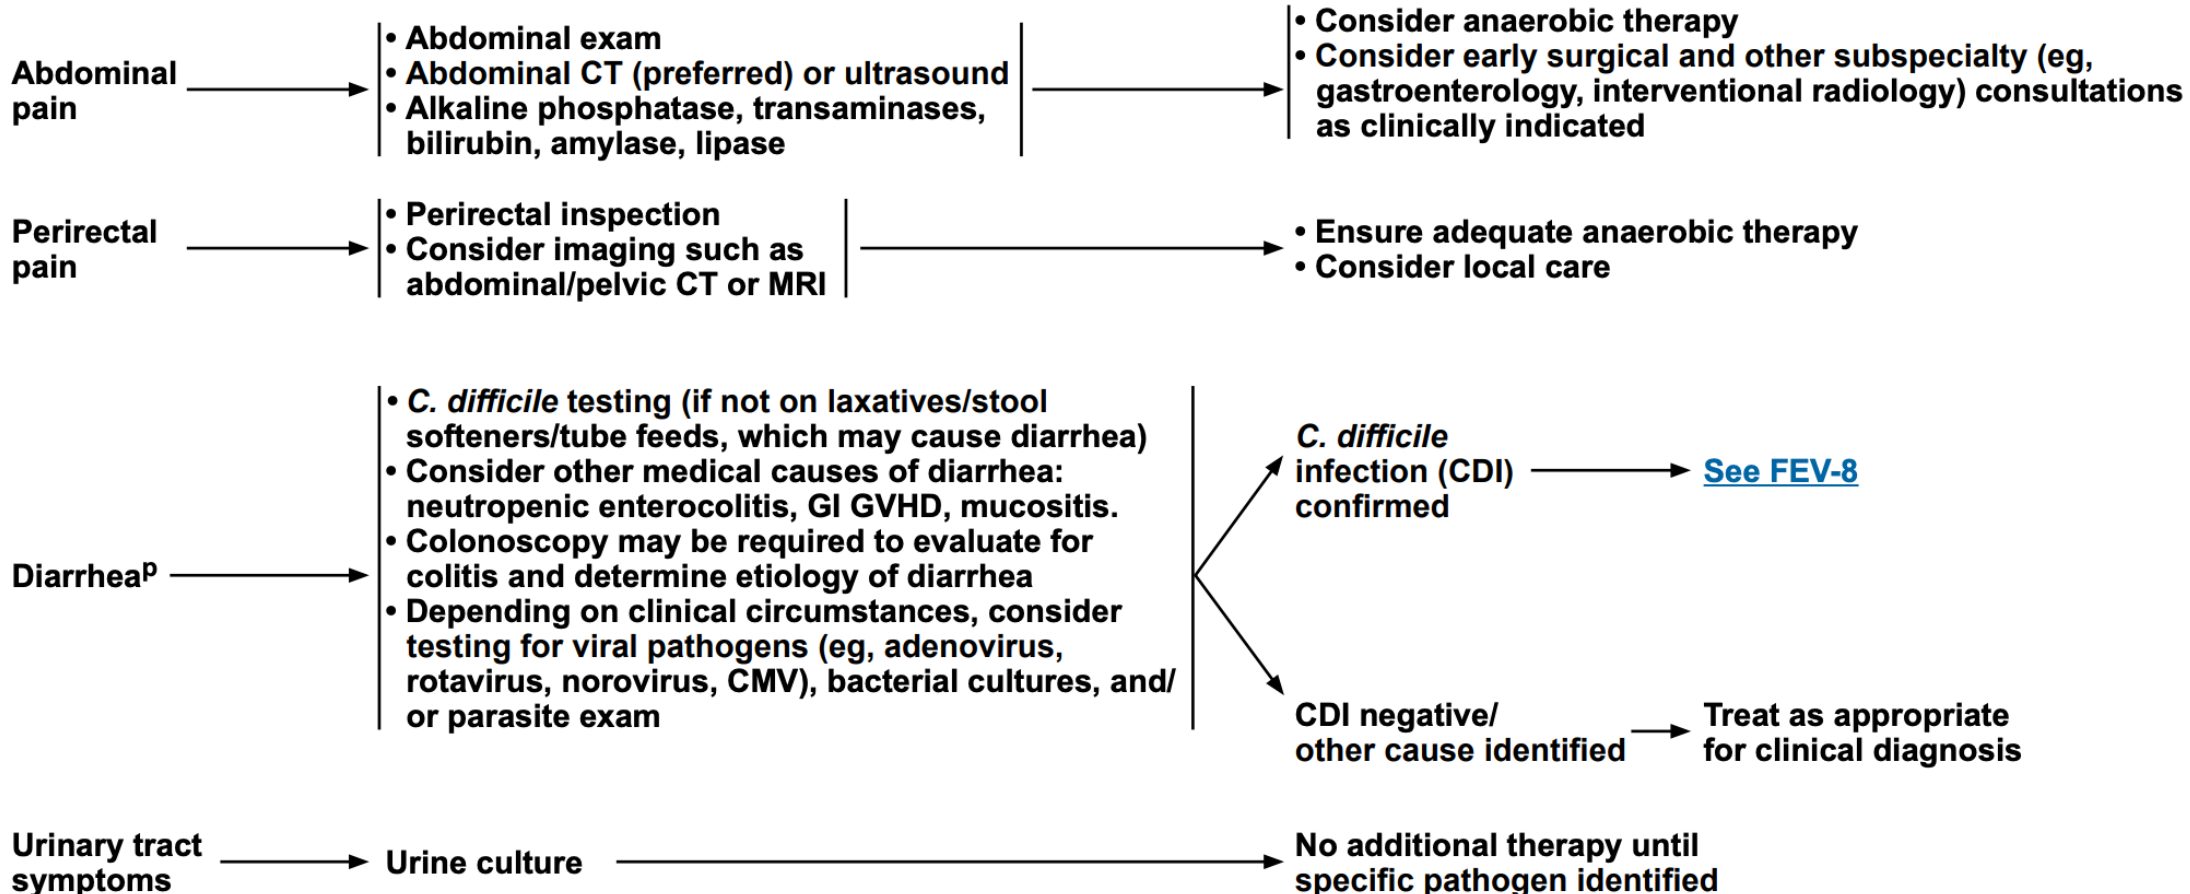 Abdominal
pain
• Abdominal exam
• Abdominal CT (preferred) or ultrasound
• Alkaline phosphatase, transaminases,
bilirubin, amylase, lipase
• Consider anaerobic therapy
• Consider early surgical and other subspecialty (eg,
gastroenterology, interventional radiology) consultations
as clinically indicated
Perirectal
pain
• Perirectal inspection
• Consider imaging such as
abdominal/pelvic CT or MRI
• Ensure adequate anaerobic therapy
• Consider local care
Diarrheaᵖ
• C. difficile testing (if not on laxatives/stool
softeners/tube feeds, which may cause diarrhea)
• Consider other medical causes of diarrhea:
neutropenic enterocolitis, GI GVHD, mucositis.
• Colonoscopy may be required to evaluate for
colitis and determine etiology of diarrhea
• Depending on clinical circumstances, consider
testing for viral pathogens (eg, adenovirus,
rotavirus, norovirus, CMV), bacterial cultures, and/
or parasite exam
C. difficile
infection (CDI)
confirmed
See FEV-8
CDI negative/
other cause identified
Treat as appropriate
for clinical diagnosis
Urinary tract
symptoms
Urine culture
No additional therapy until
specific pathogen identified